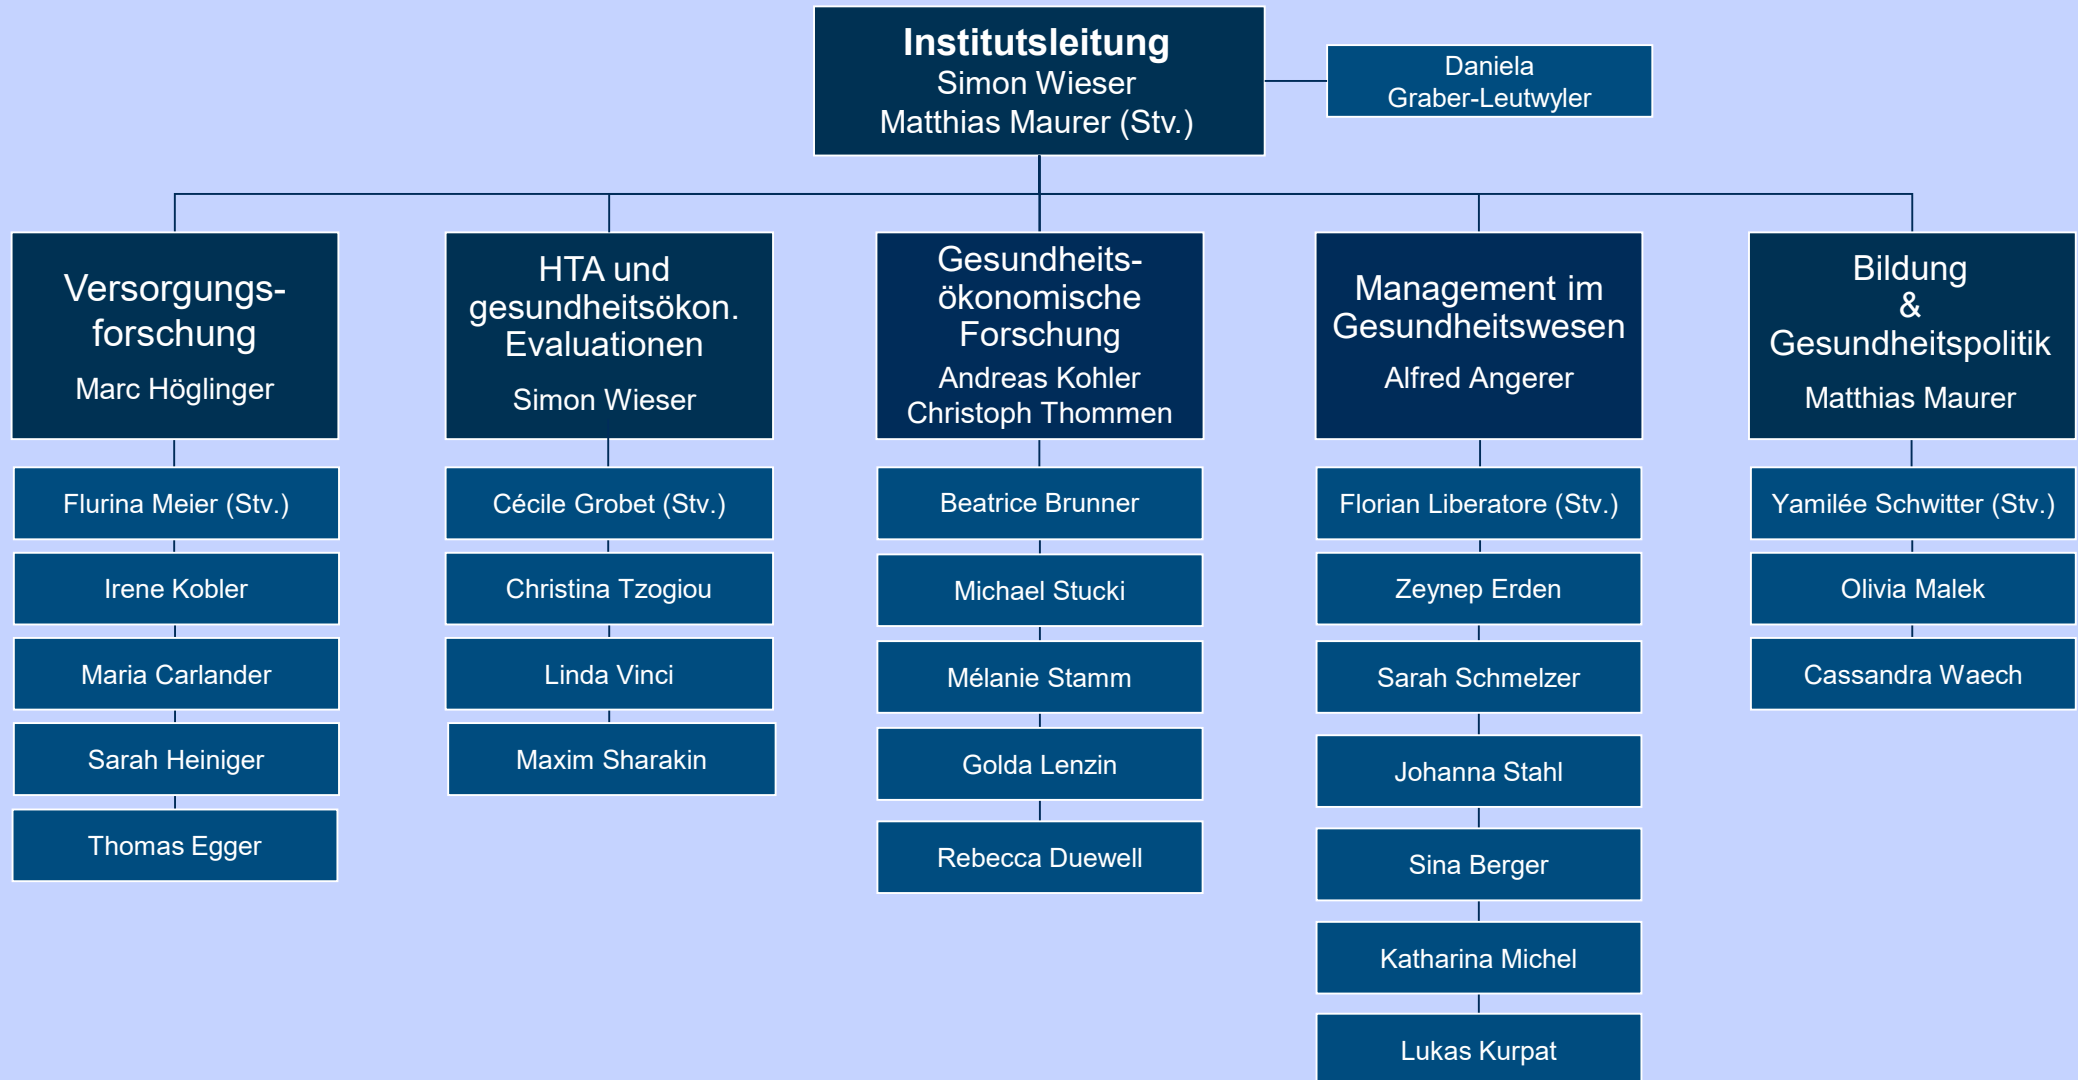 Institutsleitung
Simon Wieser
Matthias Maurer (Stv.)
Daniela
Graber-Leutwyler
Versorgungs-
forschung
Marc Höglinger
Flurina Meier (Stv.)
Irene Kobler
Maria Carlander
Sarah Heiniger
Thomas Egger
HTA und
gesundheitsökon.
Evaluationen
Simon Wieser
Cécile Grobet (Stv.)
Christina Tzogiou
Linda Vinci
Maxim Sharakin
Gesundheits-
ökonomische
Forschung
Andreas Kohler
Christoph Thommen
Beatrice Brunner
Michael Stucki
Mélanie Stamm
Golda Lenzin
Rebecca Duewell
Management im
Gesundheitswesen
Alfred Angerer
Florian Liberatore (Stv.)
Zeynep Erden
Sarah Schmelzer
Johanna Stahl
Sina Berger
Katharina Michel
Lukas Kurpat
Bildung
&
Gesundheitspolitik
Matthias Maurer
Yamilée Schwitter (Stv.)
Olivia Malek
Cassandra Waech